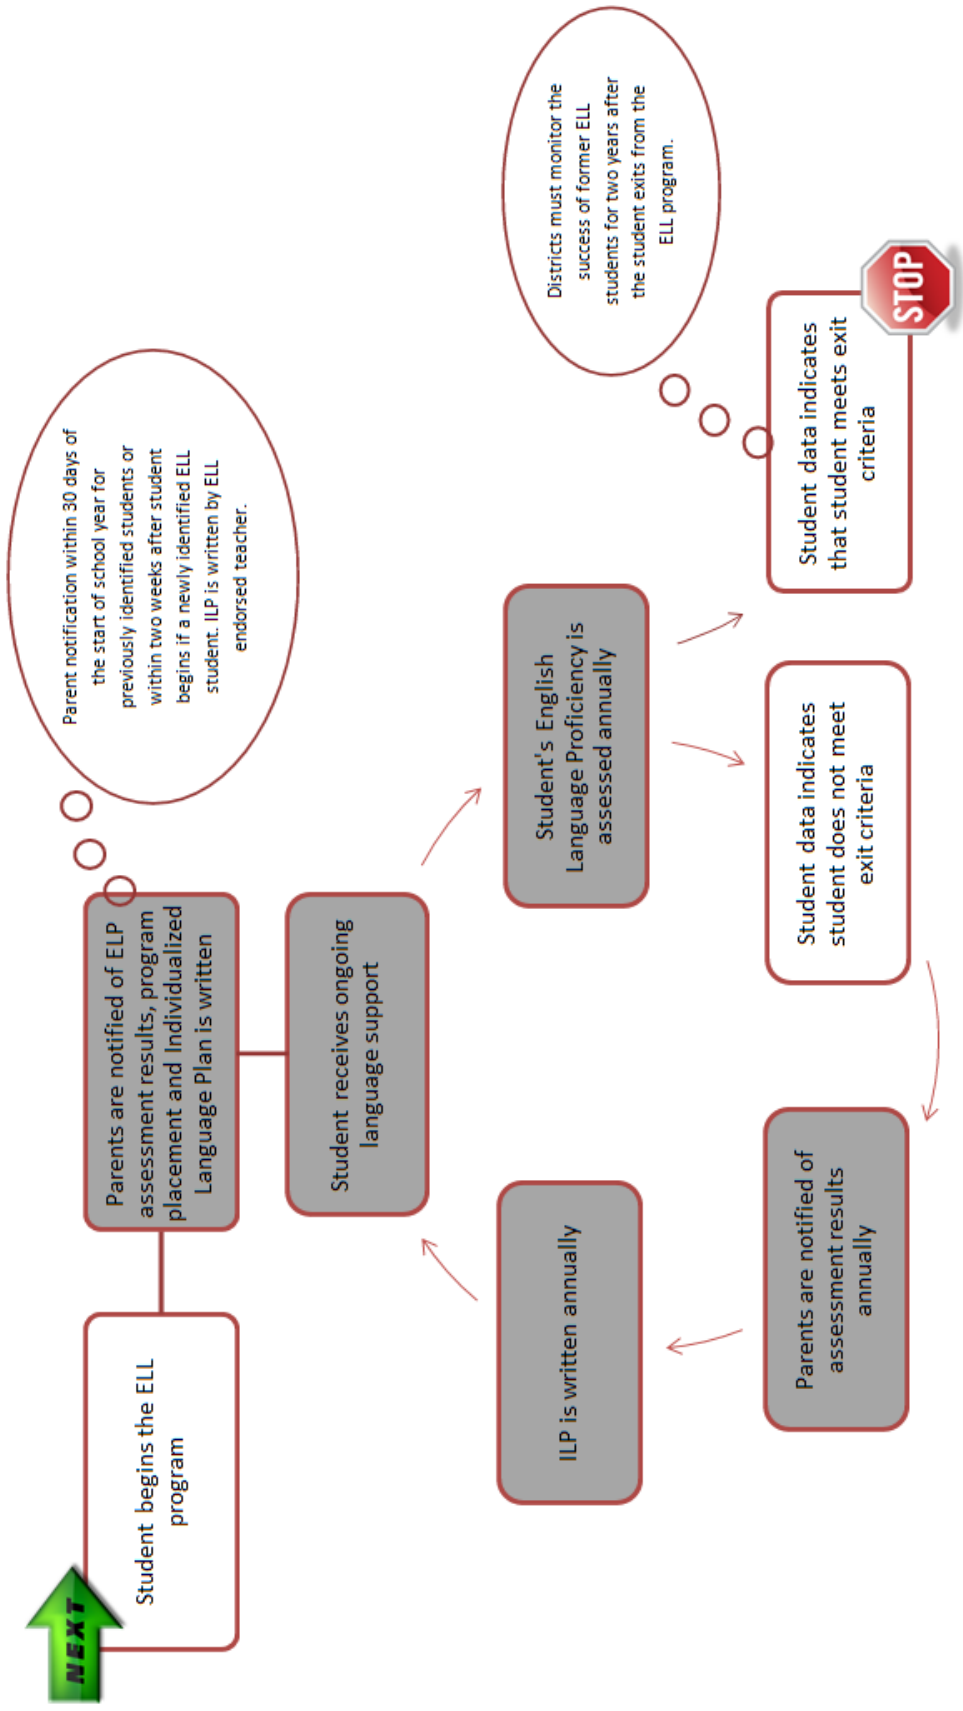 NEXT
Student begins the ELL
program
Parents are notified of ELP
assessment results, program
placement and Individualized
Language Plan is written
Parent notification within 30 days of
the start of school year for
previously identified students or
within two weeks after student
begins if a newly identified ELL
student. ILP is written by ELL
endorsed teacher.
Student receives ongoing
language support
Student's English
Language Proficiency is
assessed annually
Student data indicates
that student meets exit
criteria
STOP
Districts must monitor the
success of former ELL
students for two years after
the student exits from the
ELL program.
Student data indicates
student does not meet
exit criteria
Parents are notified of
assessment results
annually
ILP is written annually